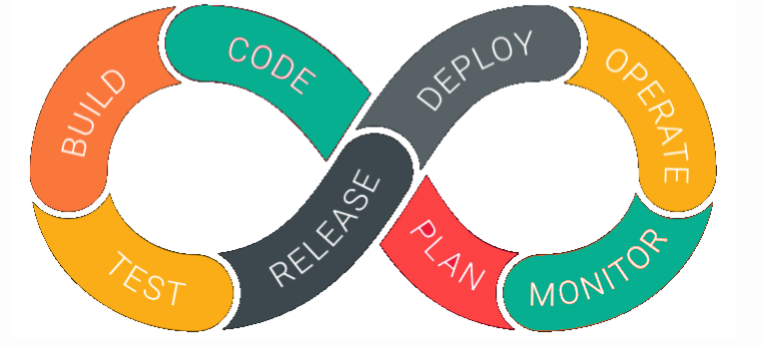 CODE
DEPLOY
BUILD
OPERATE
TEST
RELEASE
PLAN
MONITOR